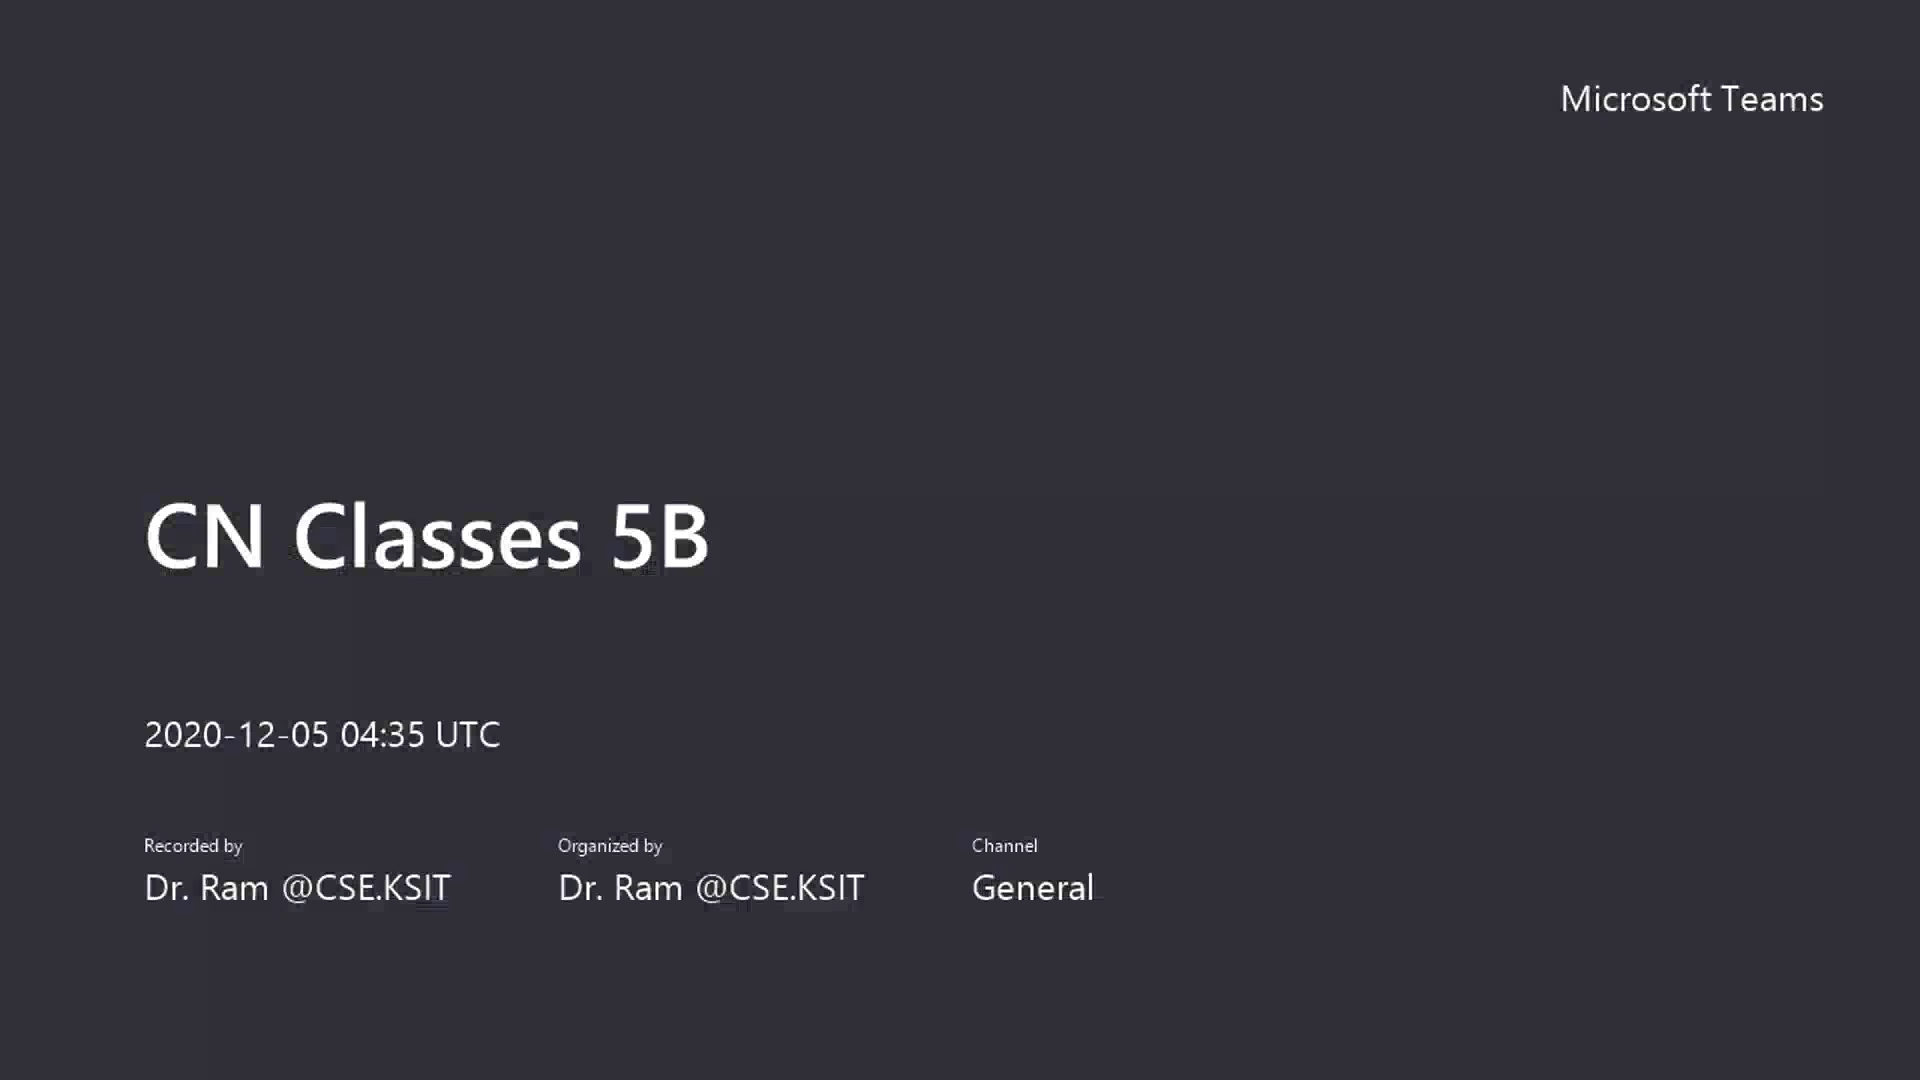 Microsoft Teams
CN Classes 5B
2020-12-05 04:35 UTC
Recorded by
Dr. Ram @CSE.KSIT
Organized by
Dr. Ram @CSE.KSIT
Channel
General